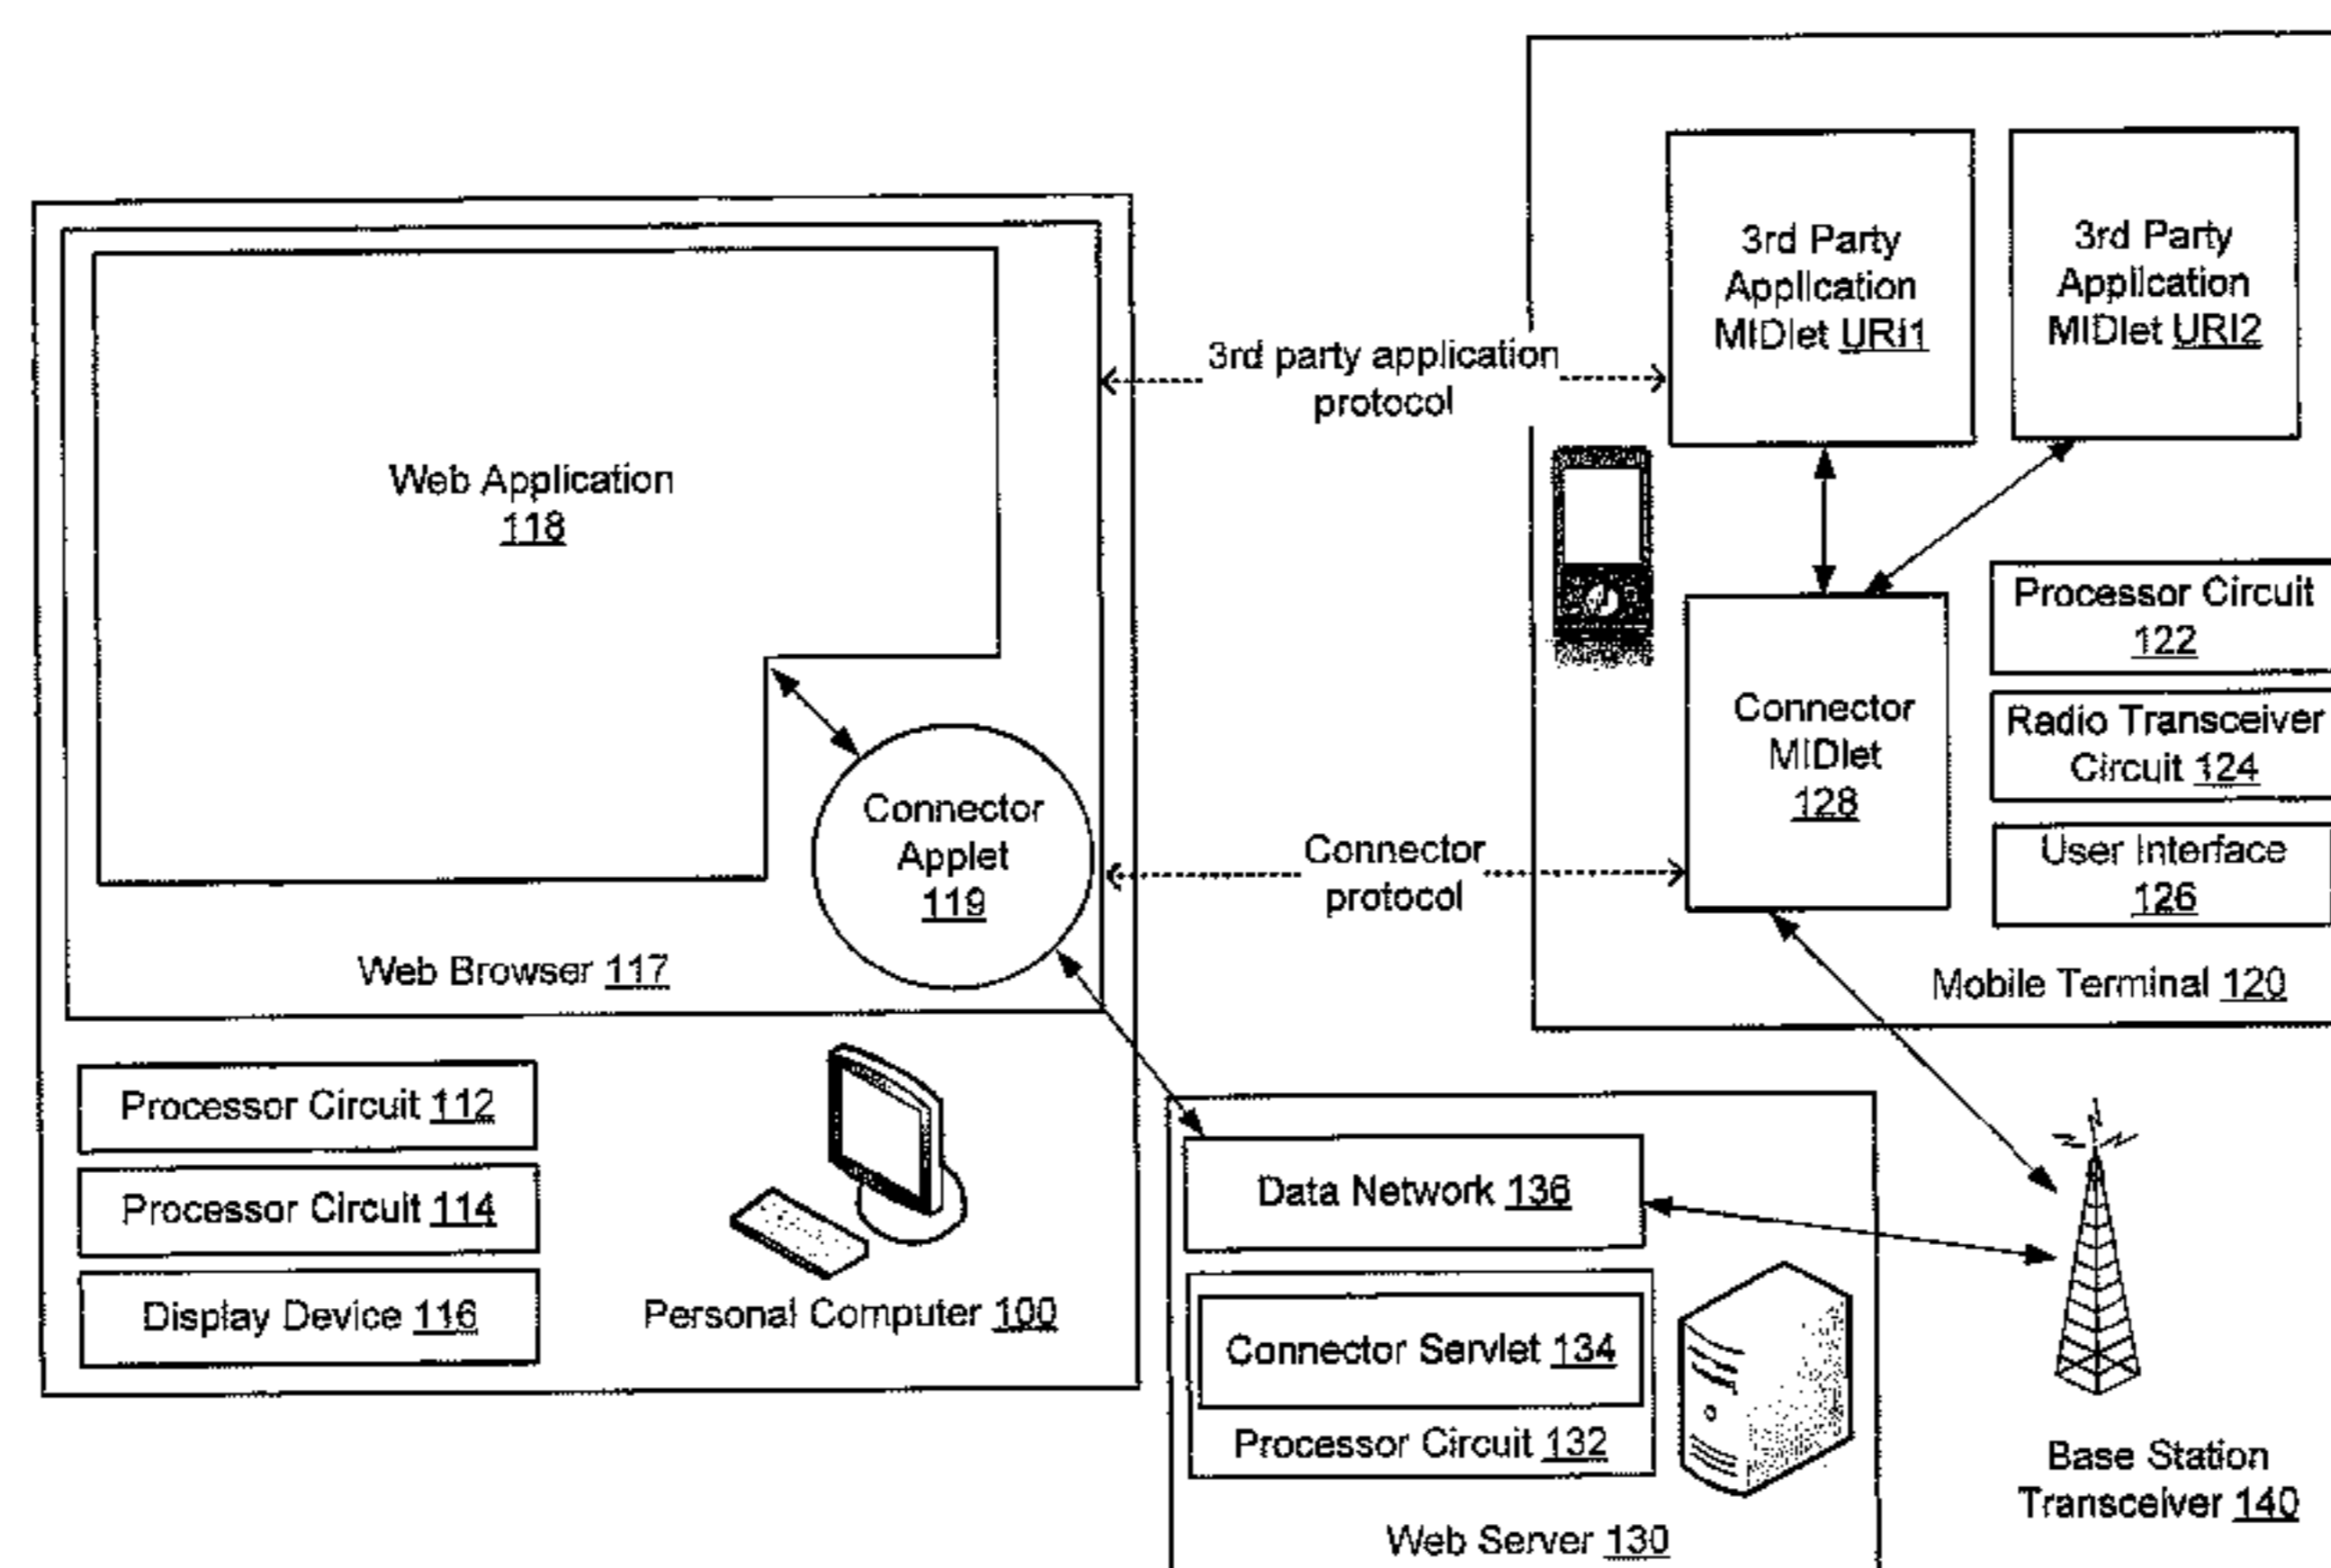 Web Application
118
Connector
Applet
119
Web Browser 117
Processor Circuit 112
Processor Circuit 114
Display Device 116
Personal Computer 100
3rd party application
protocol
Connector
protocol
3rd Party
Application
MIDlet URI1
3rd Party
Application
MIDlet URI2
Connector
MIDlet
128
Processor Circuit
122
Radio Transceiver
Circuit 124
User Interface
126
Mobile Terminal 120
Data Network 136
Connector Servlet 134
Processor Circuit 132
Web Server 130
Base Station
Transceiver 140